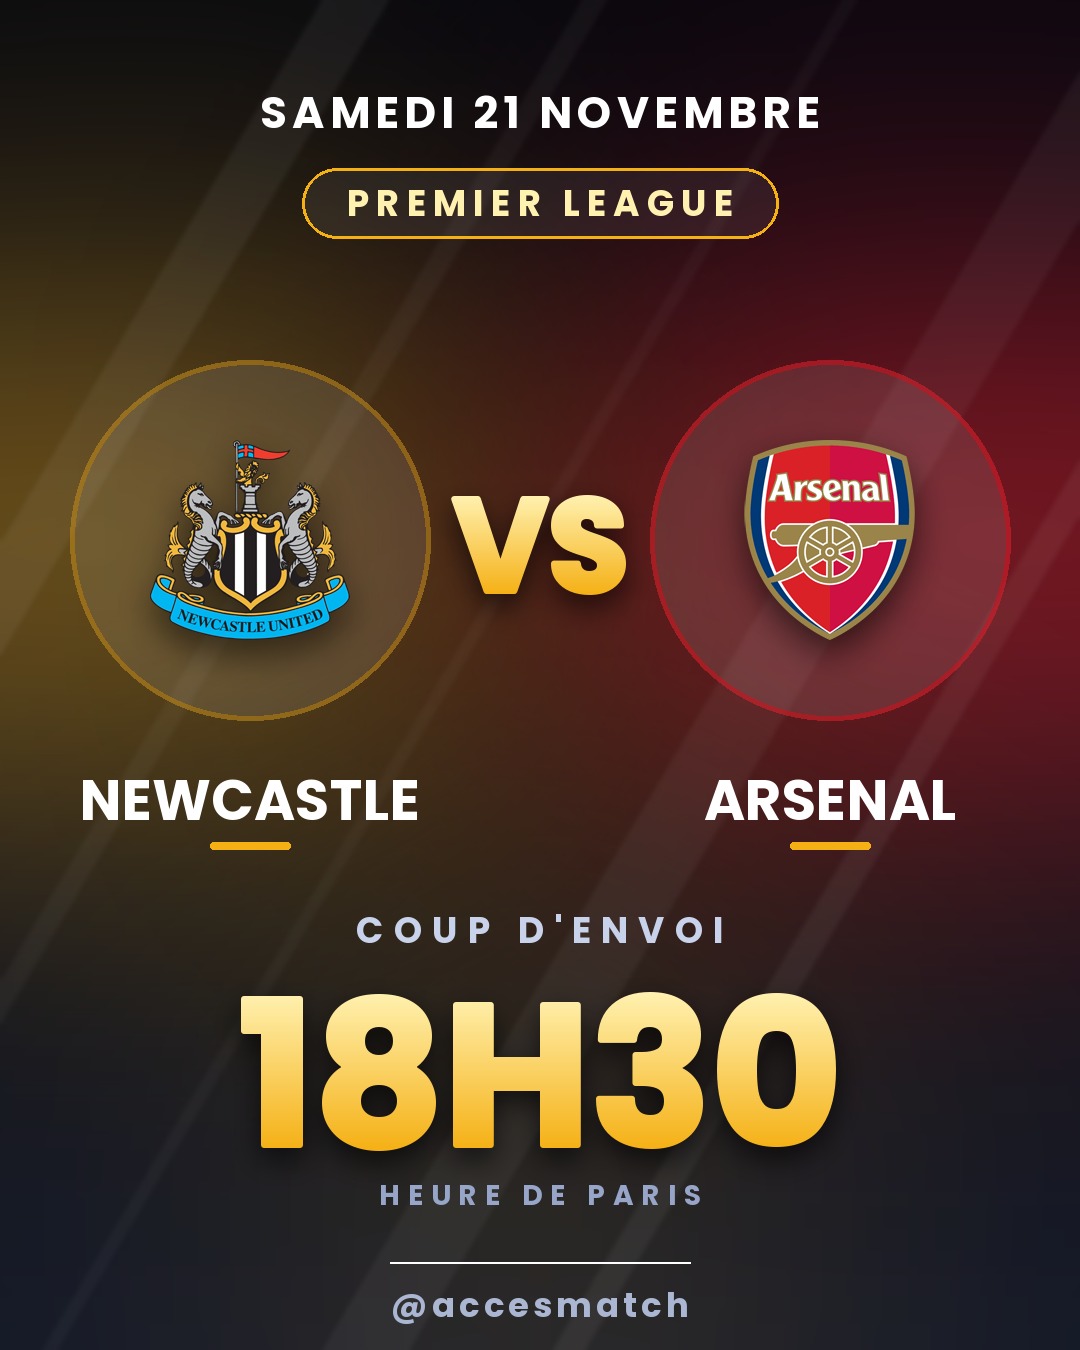 SAMEDI 21 NOVEMBRE
PREMIER LEAGUE
NEWCASTLE UNITED
VS
Arsenal
NEWCASTLE
ARSENAL
COUP D'ENVOI
18H30
HEURE DE PARIS
@accesmatch